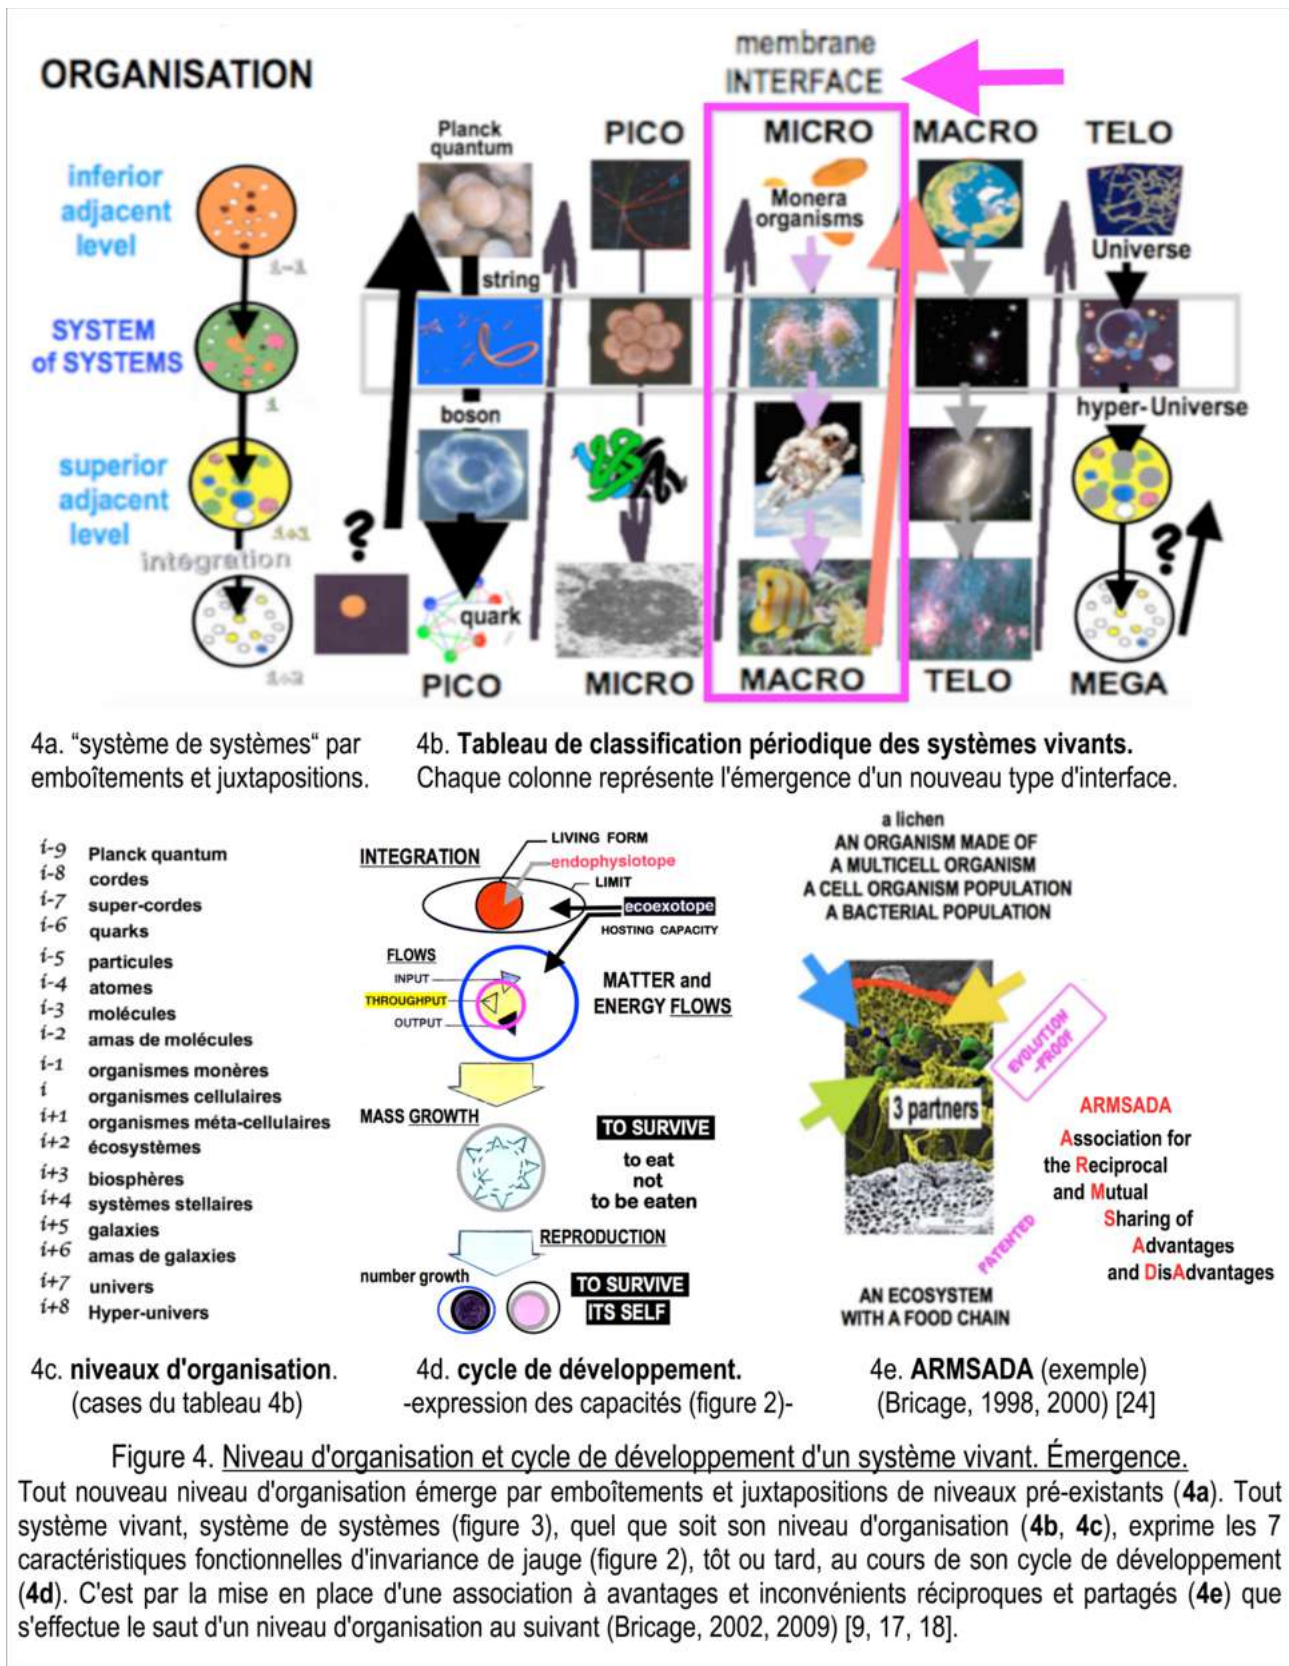 membrane
INTERFACE
ORGANISATION
Planck
quantum
PICO
MICRO
MACRO
TELO
inferior
adjacent
level
i-1
Monera
organisms
Universe
string
SYSTEM
of SYSTEMS
i
boson
hyper-Universe
superior
adjacent
level
i+1
?
?
intégration
quark
i+2
PICO
MICRO
MACRO
TELO
MEGA
4a. “système de systèmes“ par
emboîtements et juxtapositions.
4b. Tableau de classification périodique des systèmes vivants.
Chaque colonne représente l'émergence d'un nouveau type d'interface.
i-9 Planck quantum
i-8 cordes
i-7 super-cordes
i-6 quarks
i-5 particules
i-4 atomes
i-3 molécules
i-2 amas de molécules
i-1 organismes monères
i organismes cellulaires
i+1 organismes méta-cellulaires
i+2 écosystèmes
i+3 biosphères
i+4 systèmes stellaires
i+5 galaxies
i+6 amas de galaxies
i+7 univers
i+8 Hyper-univers
INTEGRATION
LIVING FORM
endophysiotope
LIMIT
ecoexotope
HOSTING CAPACITY
FLOWS
INPUT
THROUGHPUT
OUTPUT
MATTER and
ENERGY FLOWS
MASS GROWTH
TO SURVIVE
to eat
not
to be eaten
REPRODUCTION
number growth
TO SURVIVE
ITS SELF
a lichen
AN ORGANISM MADE OF
A MULTICELL ORGANISM
A CELL ORGANISM POPULATION
A BACTERIAL POPULATION
EVOLUTION
-PROOF
3 partners
PATENTED
ARMSADA
Association for
the Reciprocal
and Mutual
Sharing of
Advantages
and DisAdvantages
AN ECOSYSTEM
WITH A FOOD CHAIN
4c. niveaux d'organisation.
(cases du tableau 4b)
4d. cycle de développement.
-expression des capacités (figure 2)-
4e. ARMSADA (exemple)
(Bricage, 1998, 2000) [24]
Figure 4. Niveau d'organisation et cycle de développement d'un système vivant. Émergence.
Tout nouveau niveau d'organisation émerge par emboîtements et juxtapositions de niveaux pré-existants (4a). Tout
système vivant, système de systèmes (figure 3), quel que soit son niveau d'organisation (4b, 4c), exprime les 7
caractéristiques fonctionnelles d'invariance de jauge (figure 2), tôt ou tard, au cours de son cycle de développement
(4d). C'est par la mise en place d'une association à avantages et inconvénients réciproques et partagés (4e) que
s'effectue le saut d'un niveau d'organisation au suivant (Bricage, 2002, 2009) [9, 17, 18].